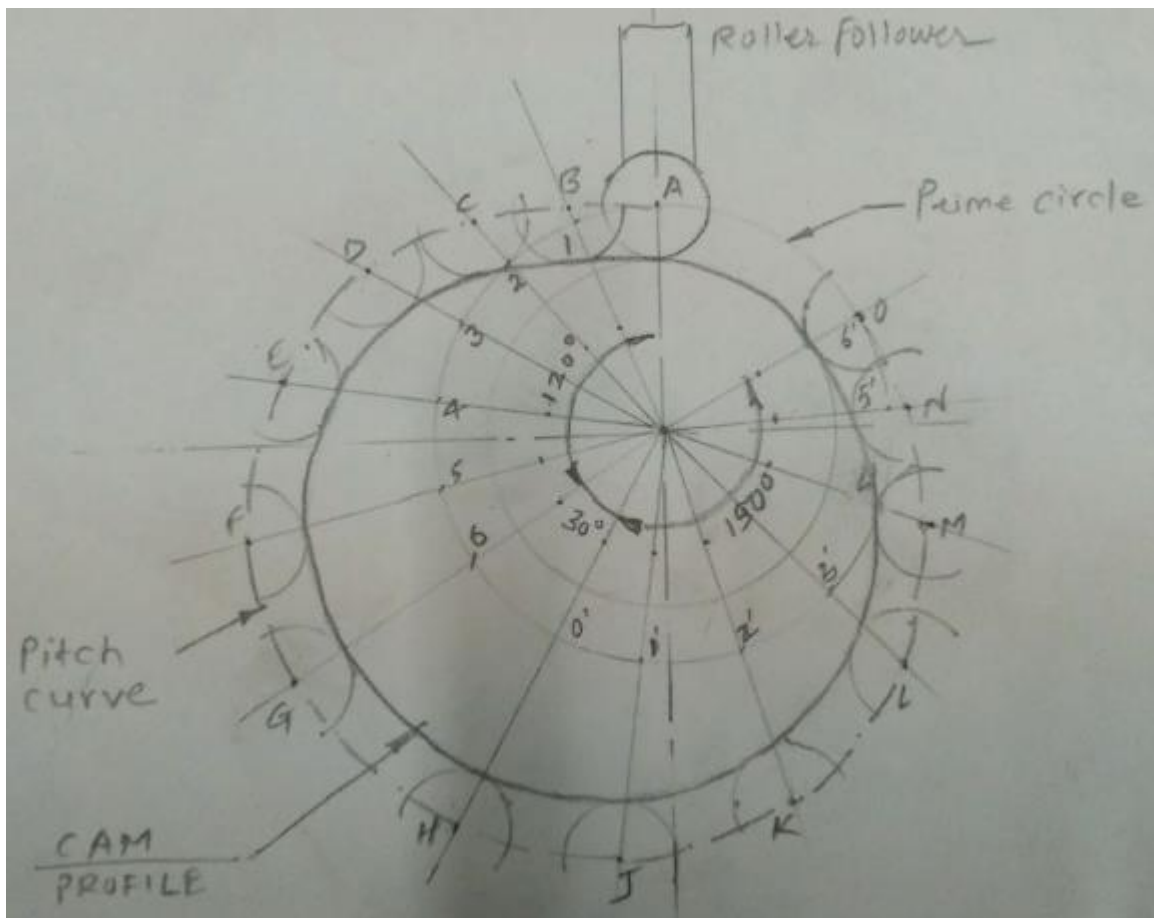 Roller Follower
A
B
C
Prime circle
D
1
2
3
O
6'
E
120°
5'
N
4
5
F
30°
150°
M
6
3'
0'
1'
2'
Pitch
curve
L
G
K
H
CAM
PROFILE
J